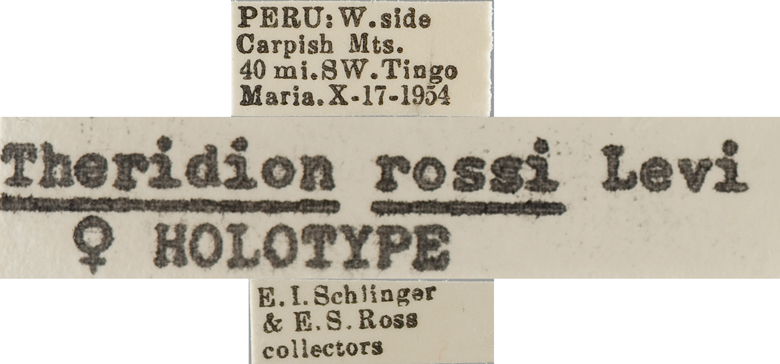 PERU: W. side
Carpish Mts.
40 mi. SW. Tingo
Maria. X-17-1954
Theridion rossi Levi
♀ HOLOTYPE
E. I. Schlinger
& E. S. Ross
collectors